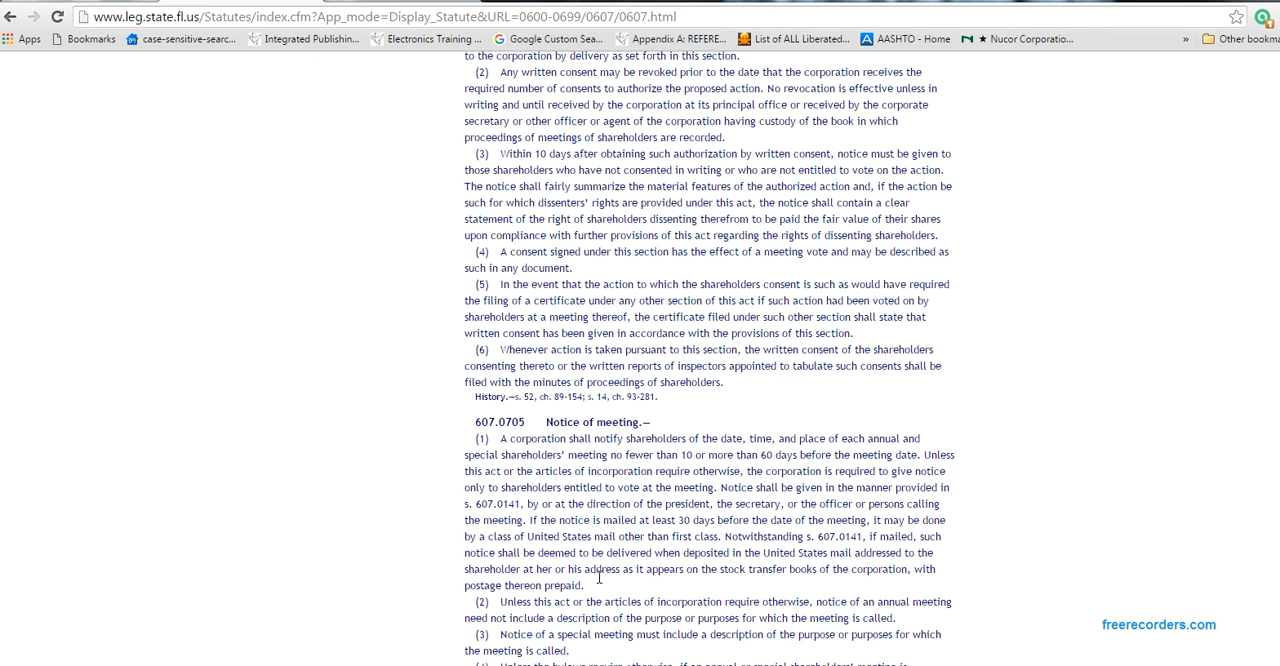 www.leg.state.fl.us/Statutes/index.cfm?App_mode=Display_Statute&URL=0600-0699/0607/0607.html
Apps Bookmarks case-sensitive-searc... Integrated Publishin... Electronics Training ... Google Custom Sea... Appendix A: REFERE... List of ALL Liberated... AASHTO - Home ★ Nucor Corporatio... » Other bookma
to the corporation by delivery as set forth in this section.
(2) Any written consent may be revoked prior to the date that the corporation receives the
required number of consents to authorize the proposed action. No revocation is effective unless in
writing and until received by the corporation at its principal office or received by the corporate
secretary or other officer or agent of the corporation having custody of the book in which
proceedings of meetings of shareholders are recorded.
(3) Within 10 days after obtaining such authorization by written consent, notice must be given to
those shareholders who have not consented in writing or who are not entitled to vote on the action.
The notice shall fairly summarize the material features of the authorized action and, if the action be
such for which dissenters' rights are provided under this act, the notice shall contain a clear
statement of the right of shareholders dissenting therefrom to be paid the fair value of their shares
upon compliance with further provisions of this act regarding the rights of dissenting shareholders.
(4) A consent signed under this section has the effect of a meeting vote and may be described as
such in any document.
(5) In the event that the action to which the shareholders consent is such as would have required
the filing of a certificate under any other section of this act if such action had been voted on by
shareholders at a meeting thereof, the certificate filed under such other section shall state that
written consent has been given in accordance with the provisions of this section.
(6) Whenever action is taken pursuant to this section, the written consent of the shareholders
consenting thereto or the written reports of inspectors appointed to tabulate such consents shall be
filed with the minutes of proceedings of shareholders.
History.—s. 52, ch. 89-154; s. 14, ch. 93-281.
607.0705 Notice of meeting.—
(1) A corporation shall notify shareholders of the date, time, and place of each annual and
special shareholders' meeting no fewer than 10 or more than 60 days before the meeting date. Unless
this act or the articles of incorporation require otherwise, the corporation is required to give notice
only to shareholders entitled to vote at the meeting. Notice shall be given in the manner provided in
s. 607.0141, by or at the direction of the president, the secretary, or the officer or persons calling
the meeting. If the notice is mailed at least 30 days before the date of the meeting, it may be done
by a class of United States mail other than first class. Notwithstanding s. 607.0141, if mailed, such
notice shall be deemed to be delivered when deposited in the United States mail addressed to the
shareholder at her or his address as it appears on the stock transfer books of the corporation, with
postage thereon prepaid.
(2) Unless this act or the articles of incorporation require otherwise, notice of an annual meeting
need not include a description of the purpose or purposes for which the meeting is called.
freerecorders.com
(3) Notice of a special meeting must include a description of the purpose or purposes for which
the meeting is called.
(4) Unless the bylaws require otherwise, if an annual or special shareholders' meeting is